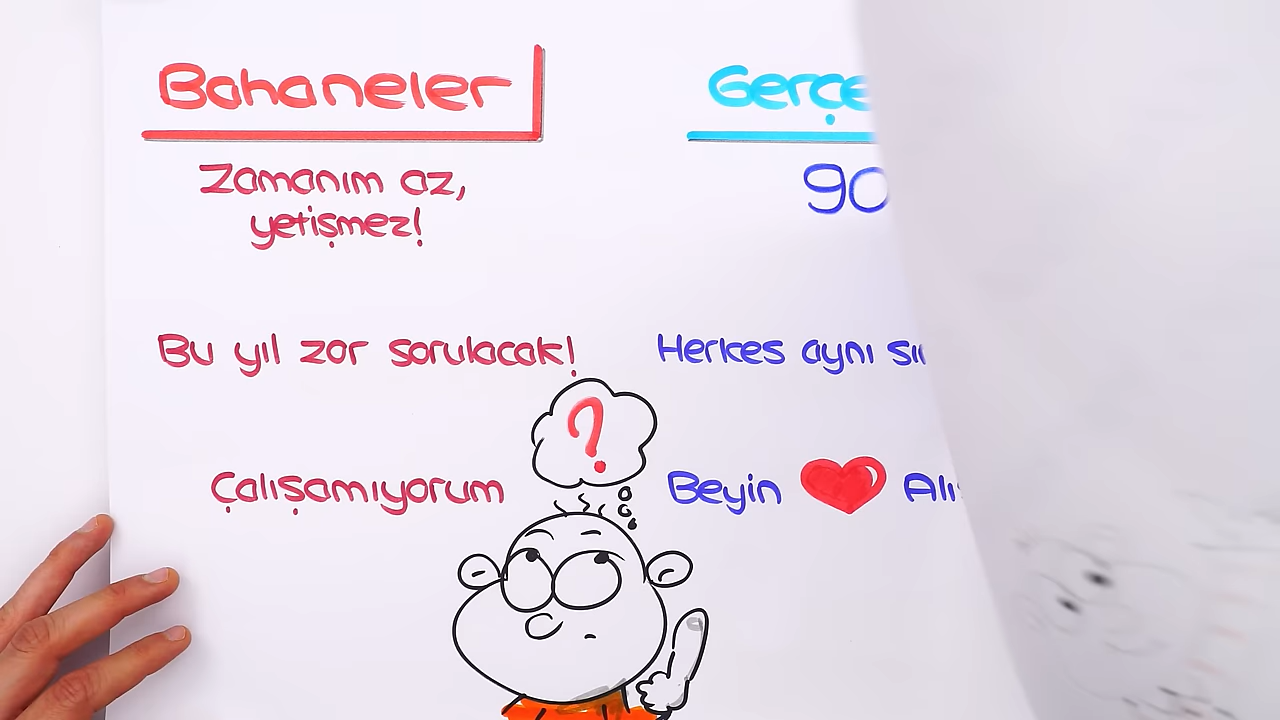 Bahaneler
Zamanım az,
yetişmez!
Bu yıl zor sorulacak!
Çalışamıyorum
?
Gerçe
90
Herkes aynı
Beyin